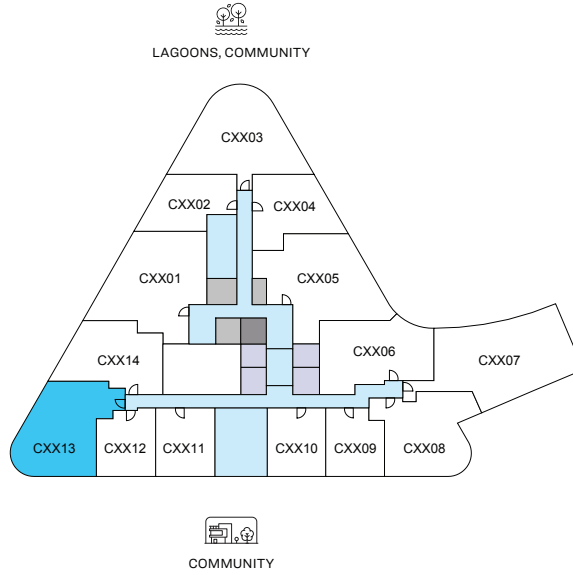 LAGOONS, COMMUNITY
CXX03
CXX02
CXX04
CXX01
CXX05
CXX06
CXX14
CXX07
CXX13
CXX12
CXX11
CXX10
CXX09
CXX08
COMMUNITY